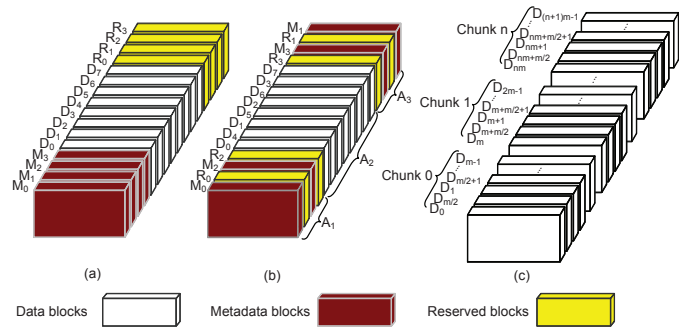 R3
R2
R1
R0
D7
D6
D5
D4
D3
D2
D1
D0
M3
M2
M1
M0
(a)
M1
R1
M3
R3
D7
D3
D6
D2
D5
D1
D4
D0
R2
M2
R0
M0
A3
A2
A1
(b)
Chunk n
D(n+1)m-1
⋮
Dnm+m/2+1
Dnm+1
Dnm+m/2
Dnm
Chunk 1
D2m-1
⋮
Dm+m/2+1
Dm+1
Dm+m/2
Dm
Chunk 0
Dm-1
⋮
Dm/2+1
D1
Dm/2
D0
(c)
Data blocks
Metadata blocks
Reserved blocks